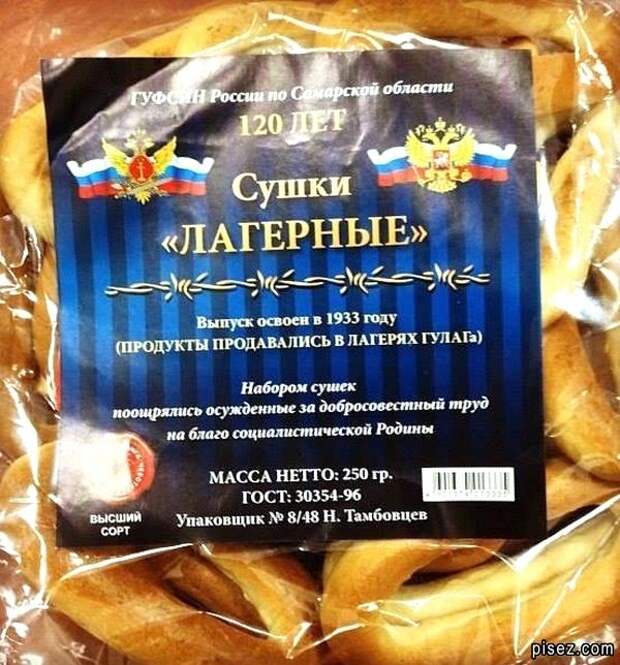 ГУФСИН России по Самарской области
120 ЛЕТ
Сушки
«ЛАГЕРНЫЕ»
Выпуск освоен в 1933 году
(ПРОДУКТЫ ПРОДАВАЛИСЬ В ЛАГЕРЯХ ГУЛАГа)
Набором сушек
поощрялись осужденные за добросовестный труд
на благо социалистической Родины
МАССА НЕТТО: 250 гр.
ГОСТ: 30354-96
Упаковщик № 8/48 Н. Тамбовцев
ВЫСШИЙ
СОРТ
pisez.com